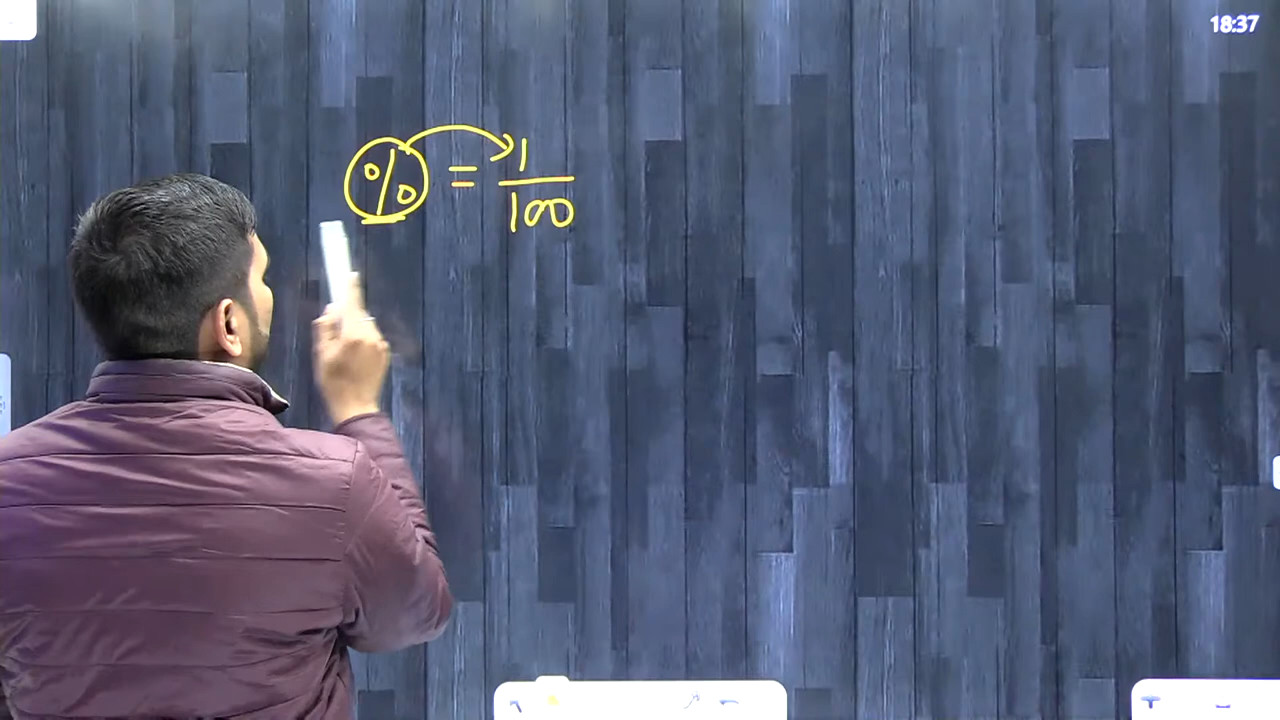 18:37
% = 1/100